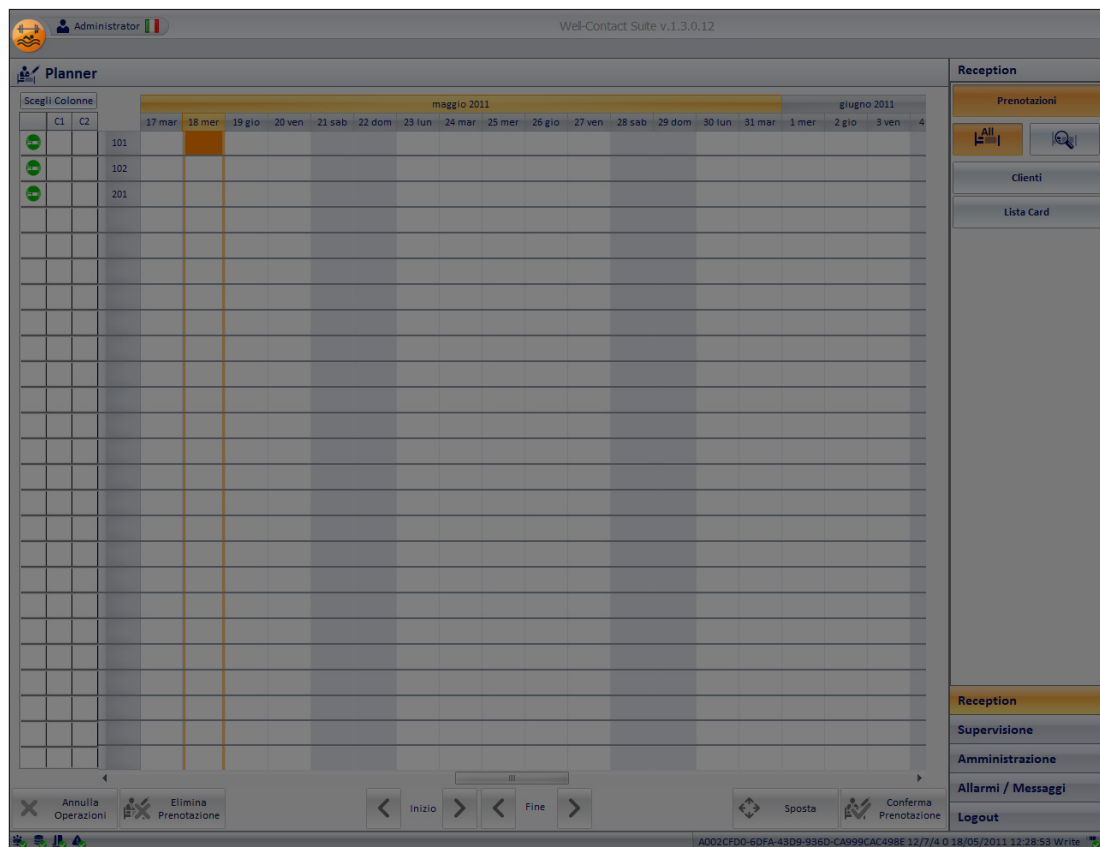 Administrator
Well-Contact Suite v.1.3.0.12
Planner
Reception
Scegli Colonne
maggio 2011
giugno 2011
Prenotazioni
C1 C2
17 mar 18 mer 19 gio 20 ven 21 sab 22 dom 23 lun 24 mar 25 mer 26 gio 27 ven 28 sab 29 dom 30 lun 31 mar 1 mer 2 gio 3 ven 4
All
101
102
201
Clienti
Lista Card
Reception
Supervisione
Amministrazione
Allarmi / Messaggi
Logout
Annulla
Operazioni
Elimina
Prenotazione
Inizio
Fine
Sposta
Conferma
Prenotazione
A002CFD0-6DFA-43D9-936D-CA999CAC498E 12/7/4 0 18/05/2011 12:28:53 Write